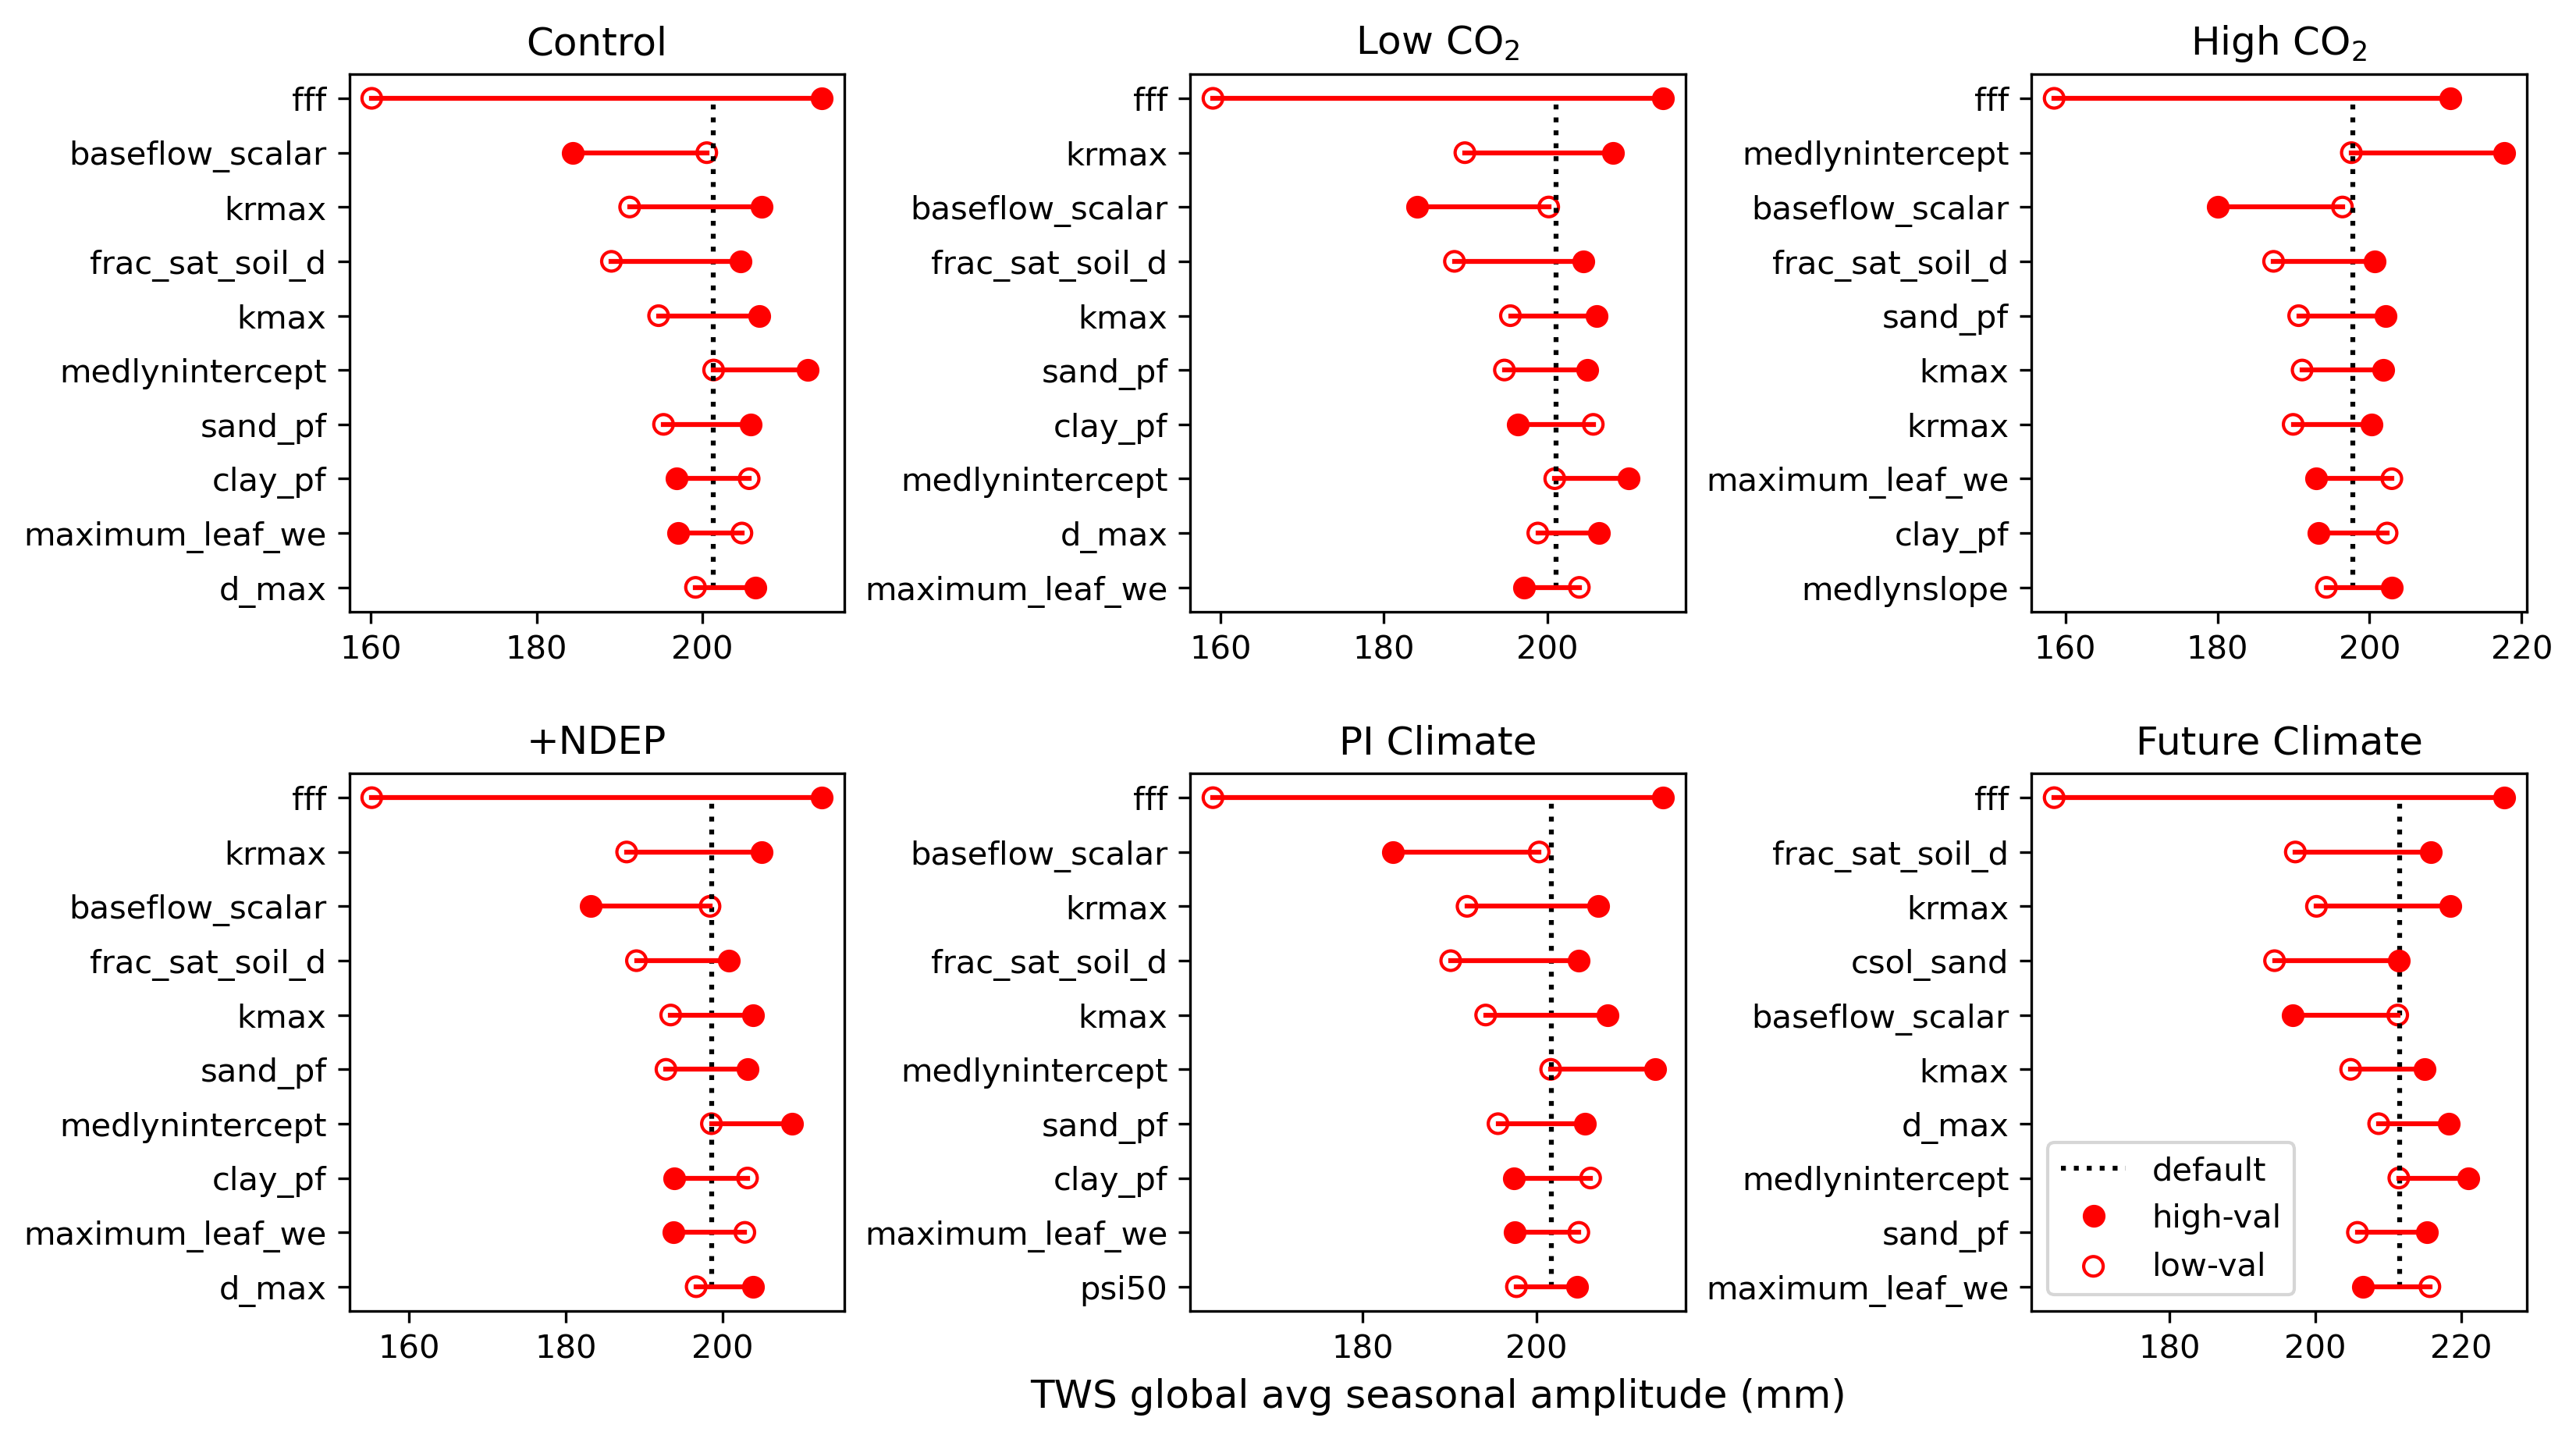 Control
fff
baseflow_scalar
krmax
frac_sat_soil_d
kmax
medlynintercept
sand_pf
clay_pf
maximum_leaf_we
d_max
160 180 200
Low CO₂
fff
krmax
baseflow_scalar
frac_sat_soil_d
kmax
sand_pf
clay_pf
medlynintercept
d_max
maximum_leaf_we
160 180 200
High CO₂
fff
medlynintercept
baseflow_scalar
frac_sat_soil_d
sand_pf
kmax
krmax
maximum_leaf_we
clay_pf
medlynslope
160 180 200 220
+NDEP
fff
krmax
baseflow_scalar
frac_sat_soil_d
kmax
sand_pf
medlynintercept
clay_pf
maximum_leaf_we
d_max
160 180 200
PI Climate
fff
baseflow_scalar
krmax
frac_sat_soil_d
kmax
medlynintercept
sand_pf
clay_pf
maximum_leaf_we
psi50
180 200
Future Climate
fff
frac_sat_soil_d
krmax
csol_sand
baseflow_scalar
kmax
d_max
medlynintercept
sand_pf
maximum_leaf_we
default
high-val
low-val
180 200 220
TWS global avg seasonal amplitude (mm)